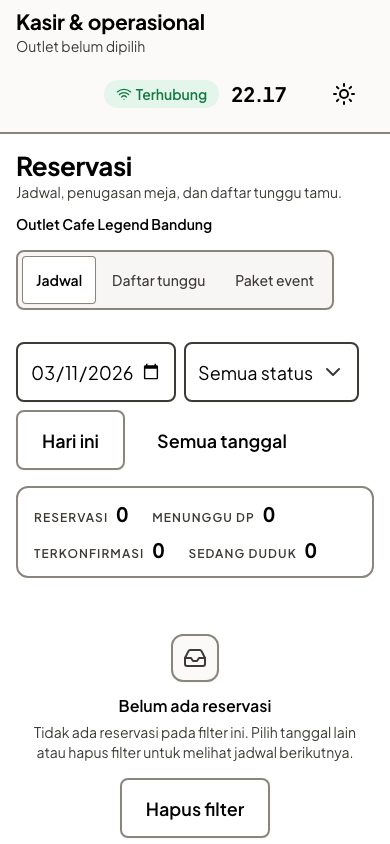 Kasir & operasional
Outlet belum dipilih
Terhubung 22.17
Reservasi
Jadwal, penugasan meja, dan daftar tunggu tamu.
Outlet Cafe Legend Bandung
Jadwal Daftar tunggu Paket event
03/11/2026 Semua status
Hari ini Semua tanggal
RESERVASI 0 MENUNGGU DP 0
TERKONFIRMASI 0 SEDANG DUDUK 0
Belum ada reservasi
Tidak ada reservasi pada filter ini. Pilih tanggal lain
atau hapus filter untuk melihat jadwal berikutnya.
Hapus filter